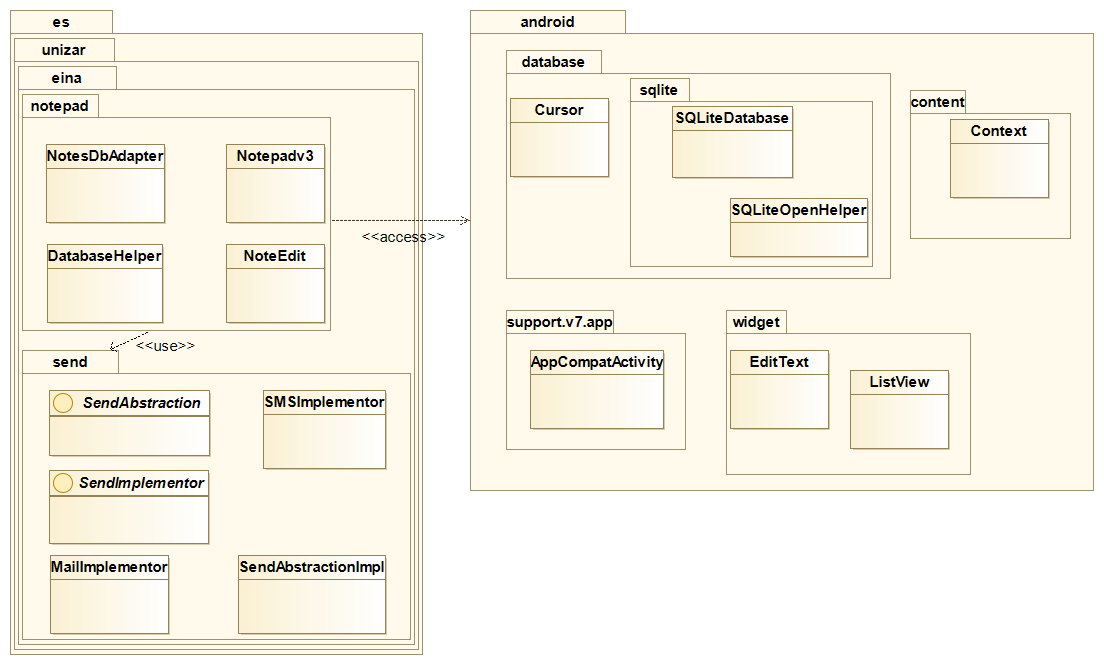 es
unizar
eina
notepad
NotesDbAdapter
Notepadv3
DatabaseHelper
NoteEdit
<<access>>
<<use>>
send
SendAbstraction
SMSImplementor
SendImplementor
MailImplementor
SendAbstractionImpl
android
database
Cursor
sqlite
SQLiteDatabase
SQLiteOpenHelper
content
Context
support.v7.app
AppCompatActivity
widget
EditText
ListView